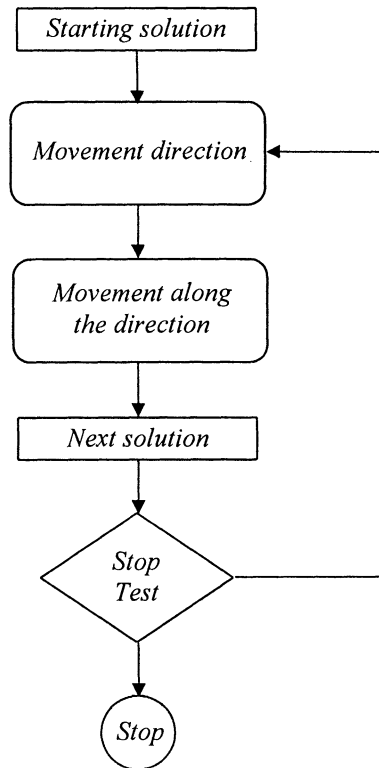 Starting solution
Movement direction
Movement along
the direction
Next solution
Stop
Test
Stop